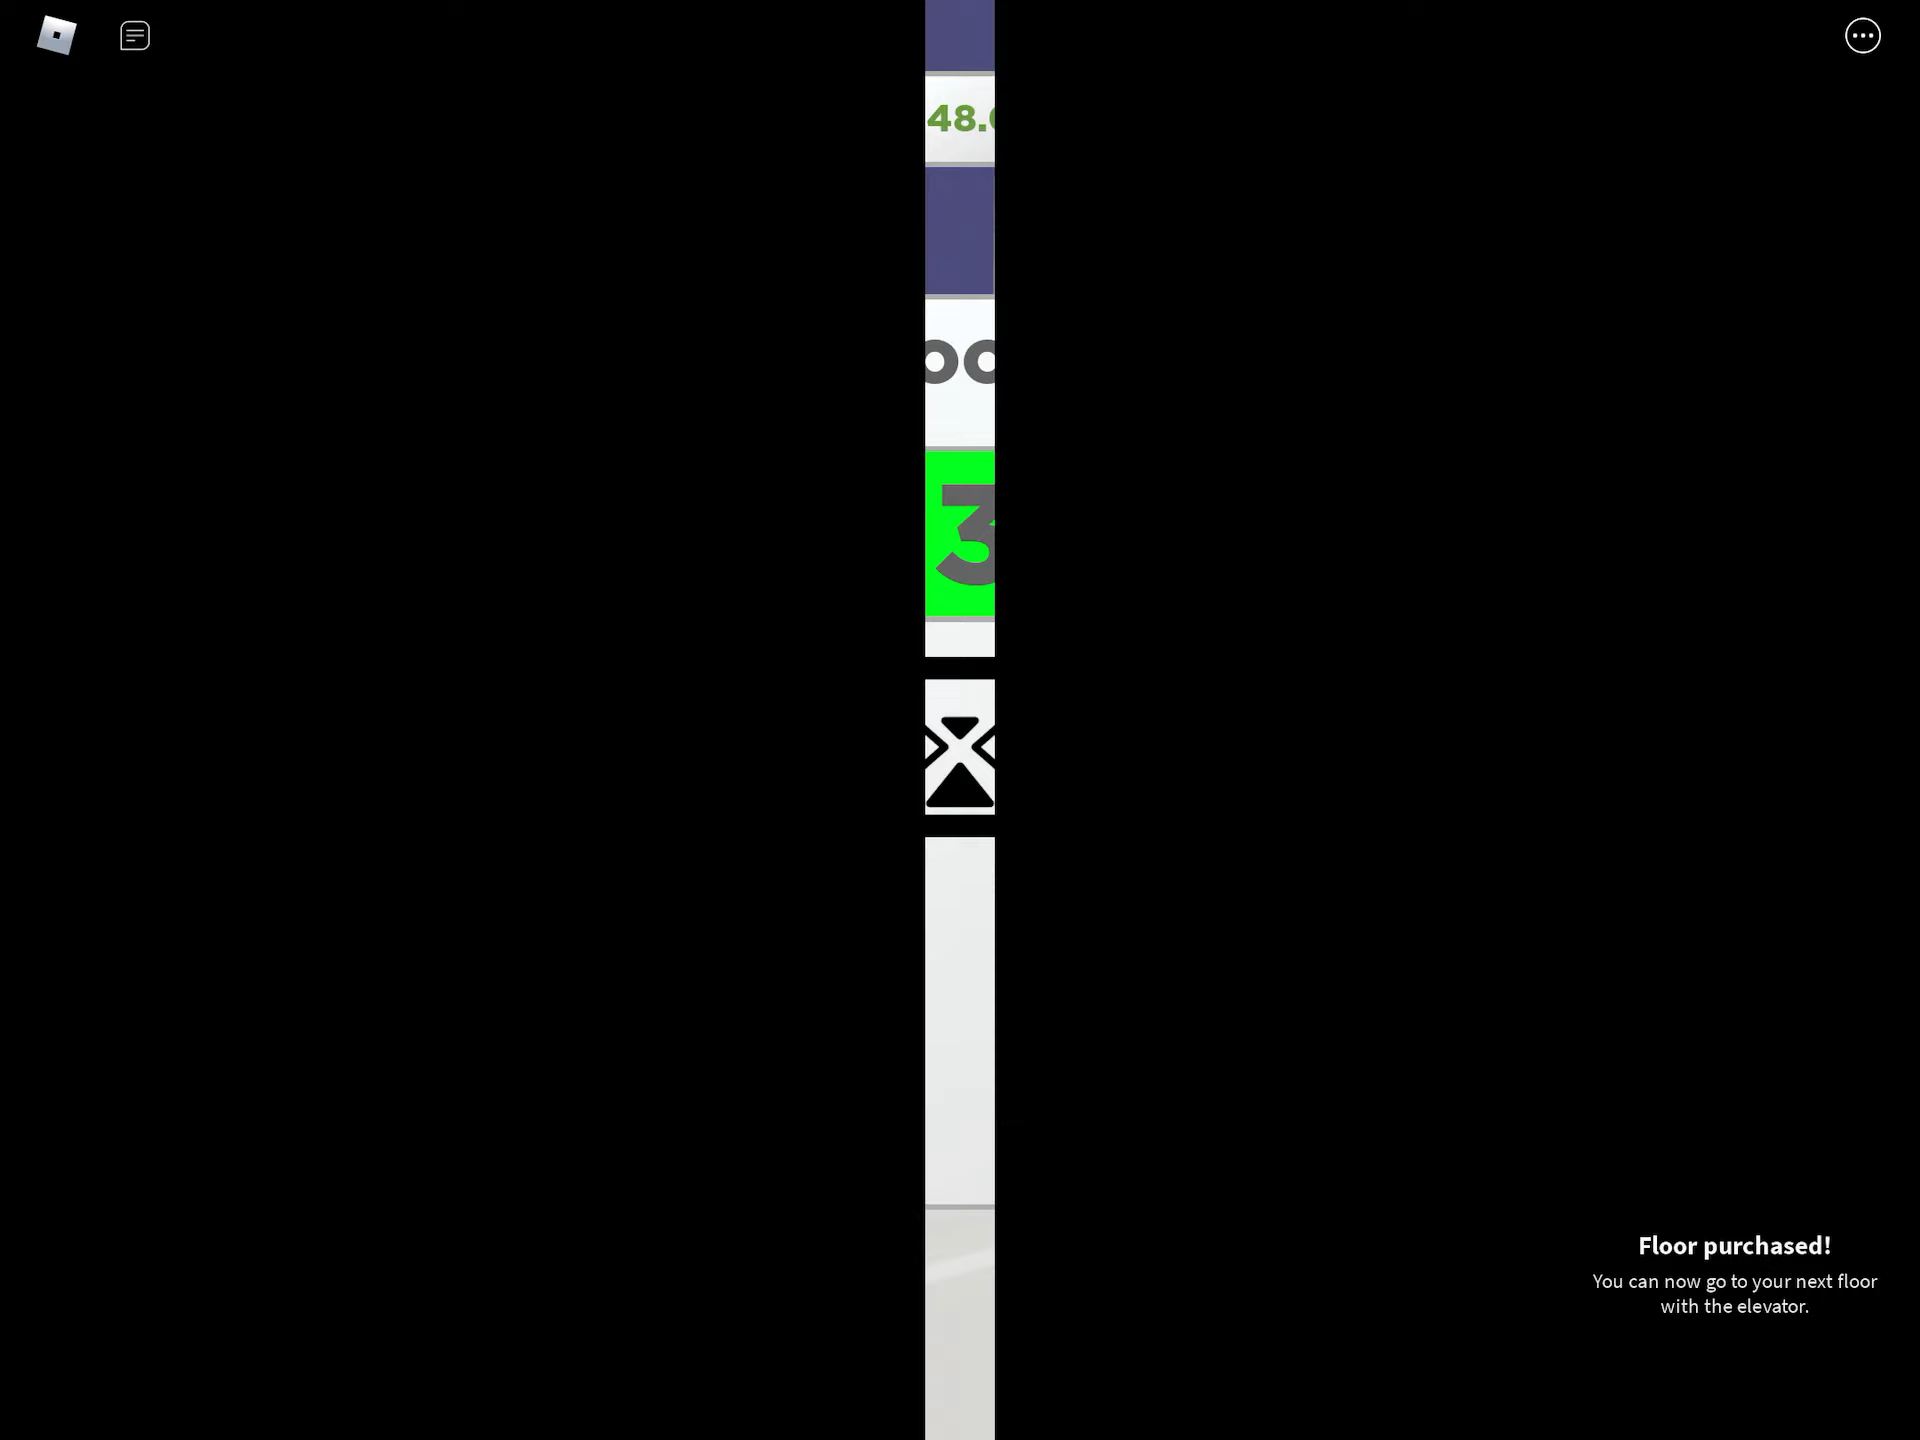 48.
3
Floor purchased!
You can now go to your next floor
with the elevator.